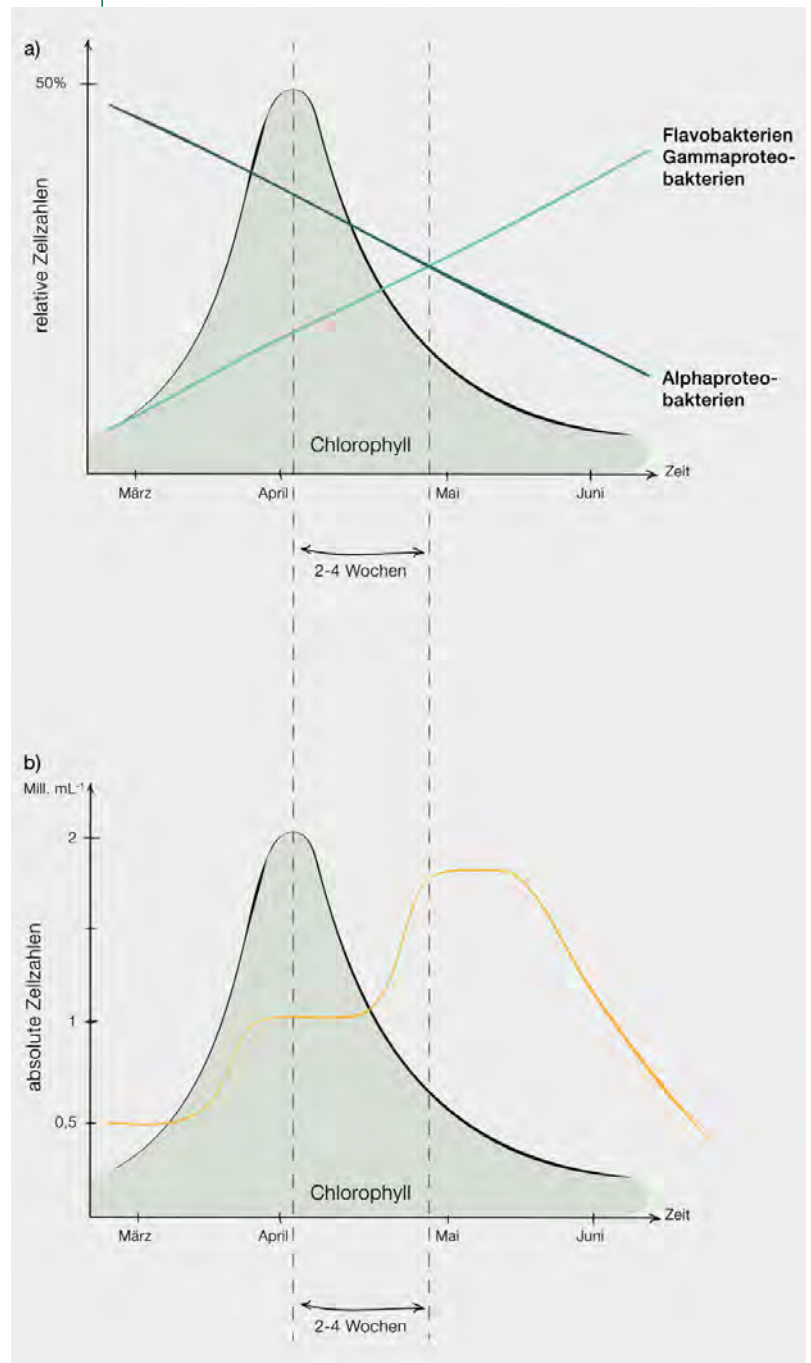 a)
50%
relative Zellzahlen
Flavobakterien
Gammaproteo-
bakterien
Alphaproteo-
bakterien
Chlorophyll
Zeit
März
April
Mai
Juni
2-4 Wochen
b)
Mill. mL⁻¹
2
1
0,5
absolute Zellzahlen
Chlorophyll
Zeit
März
April
Mai
Juni
2-4 Wochen